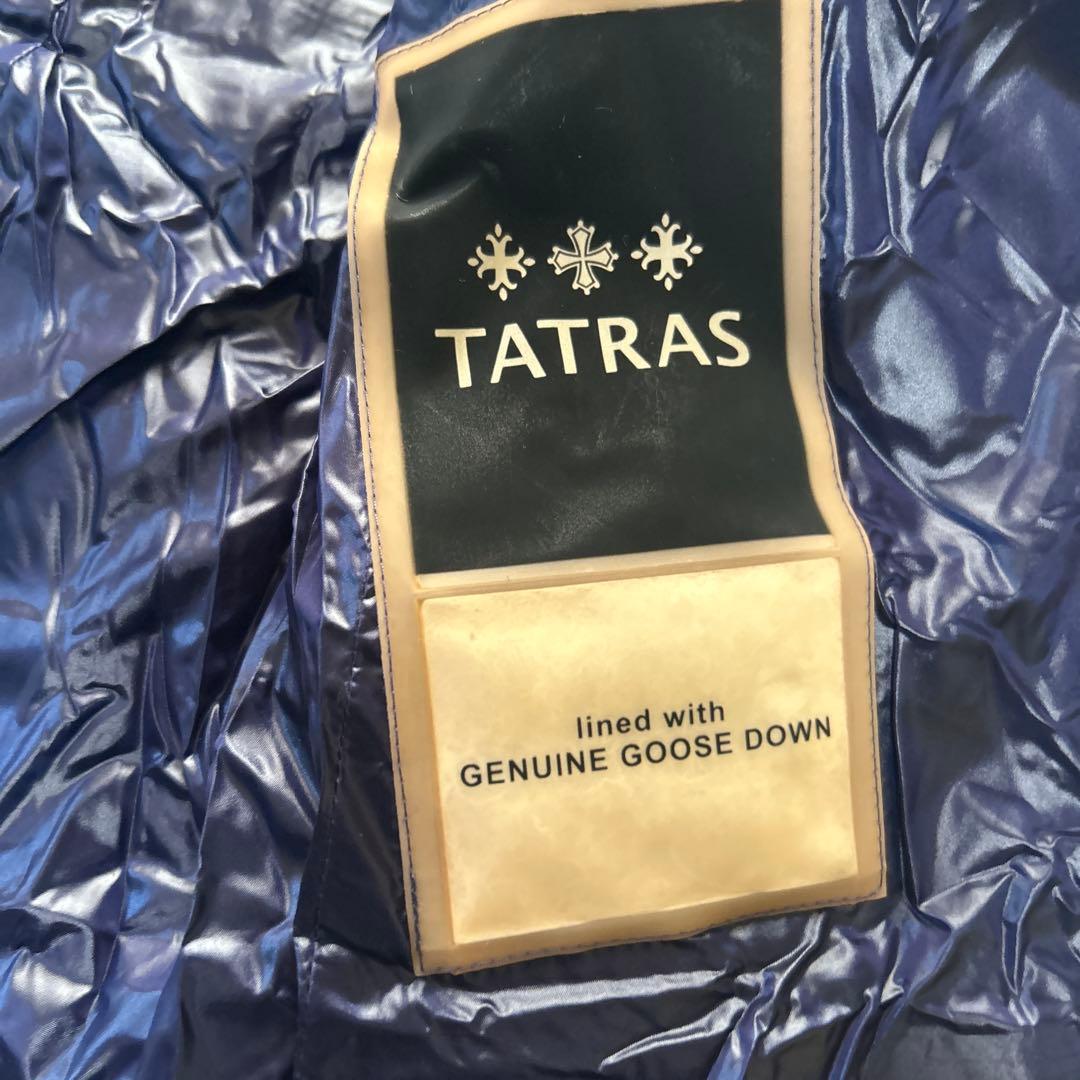 TATRAS
lined with
GENUINE GOOSE DOWN